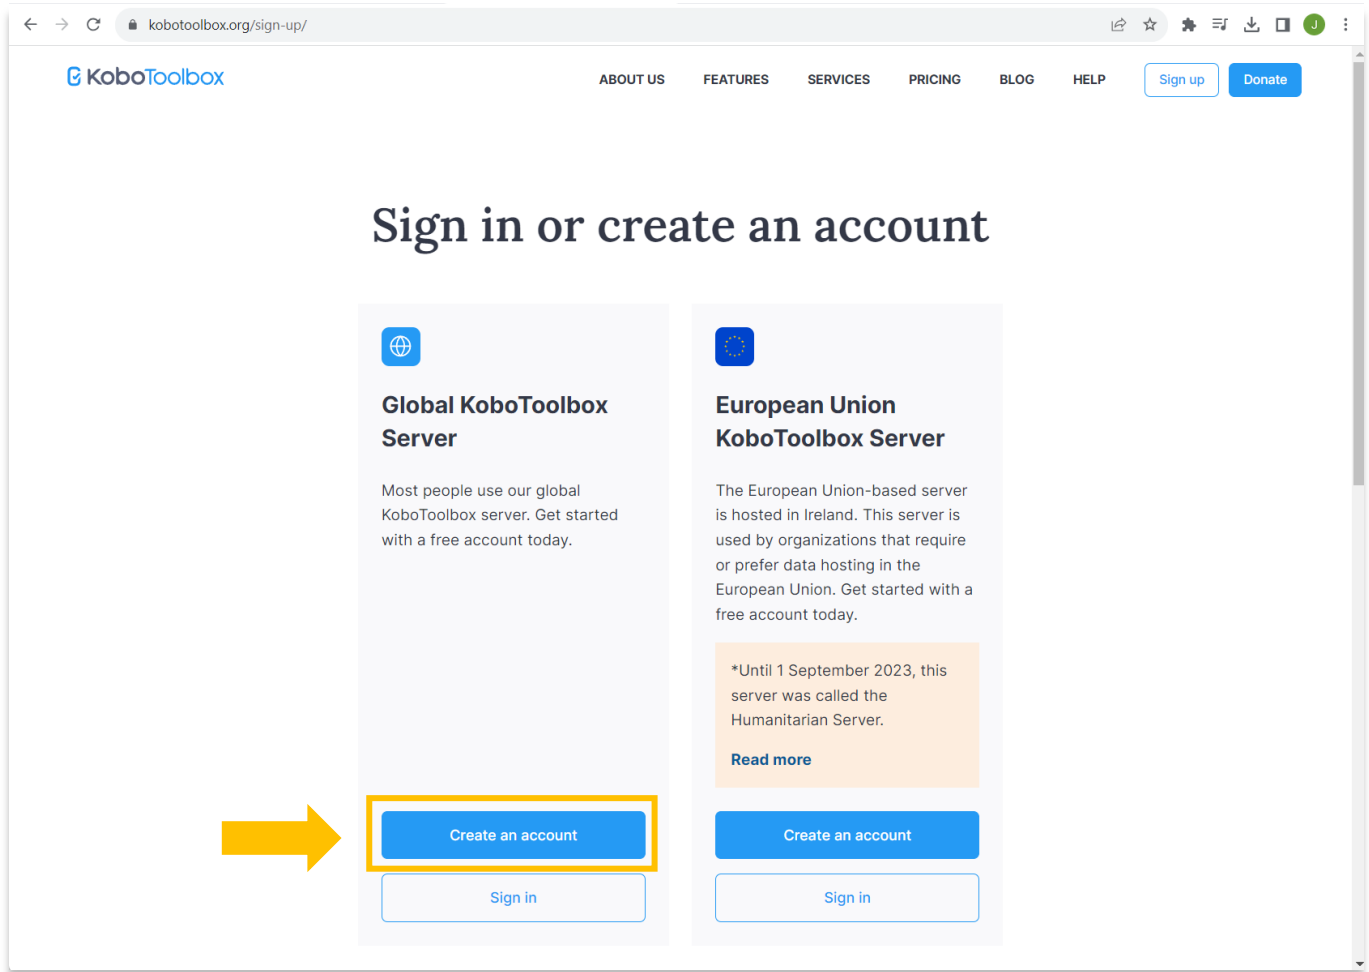 kobotoolbox.org/sign-up/
J
KoboToolbox
ABOUT US
FEATURES
SERVICES
PRICING
BLOG
HELP
Sign up
Donate
Sign in or create an account
Global KoboToolbox
Server
Most people use our global
KoboToolbox server. Get started
with a free account today.
Create an account
Sign in
European Union
KoboToolbox Server
The European Union-based server
is hosted in Ireland. This server is
used by organizations that require
or prefer data hosting in the
European Union. Get started with a
free account today.
*Until 1 September 2023, this
server was called the
Humanitarian Server.
Read more
Create an account
Sign in